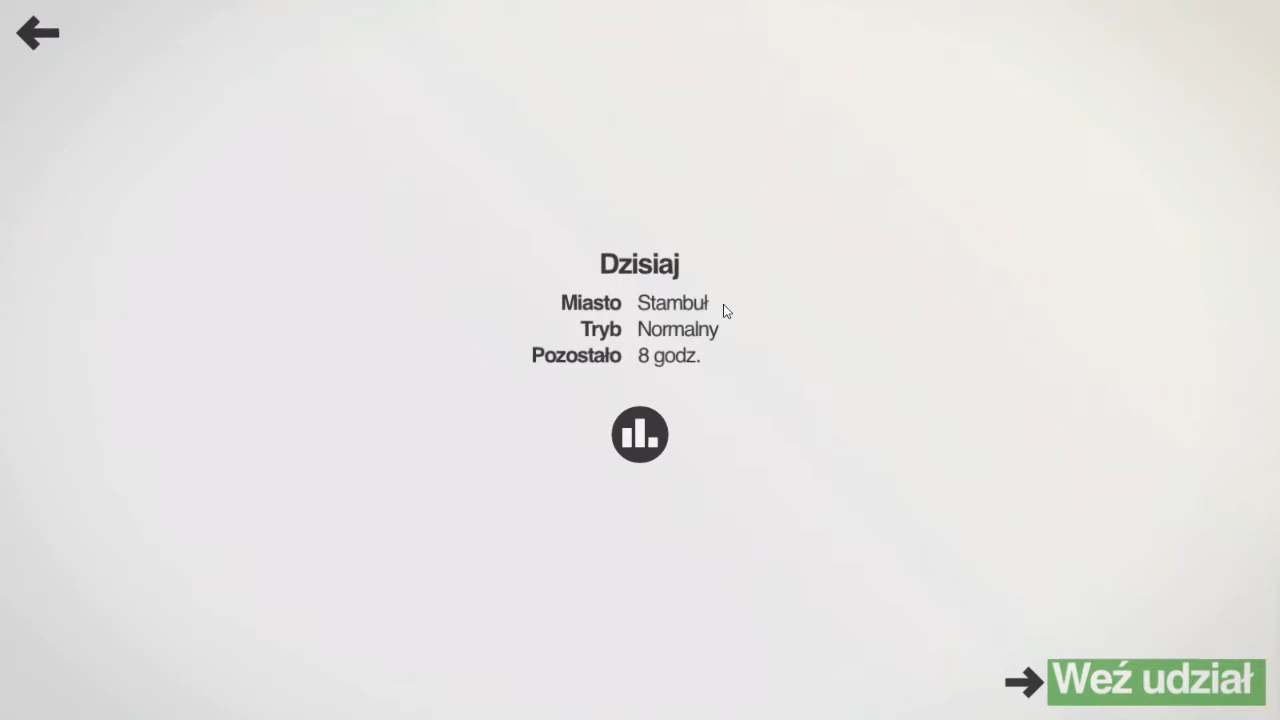 Dzisiaj
Miasto Stambuł
Tryb Normalny
Pozostało 8 godz.
Weź udział